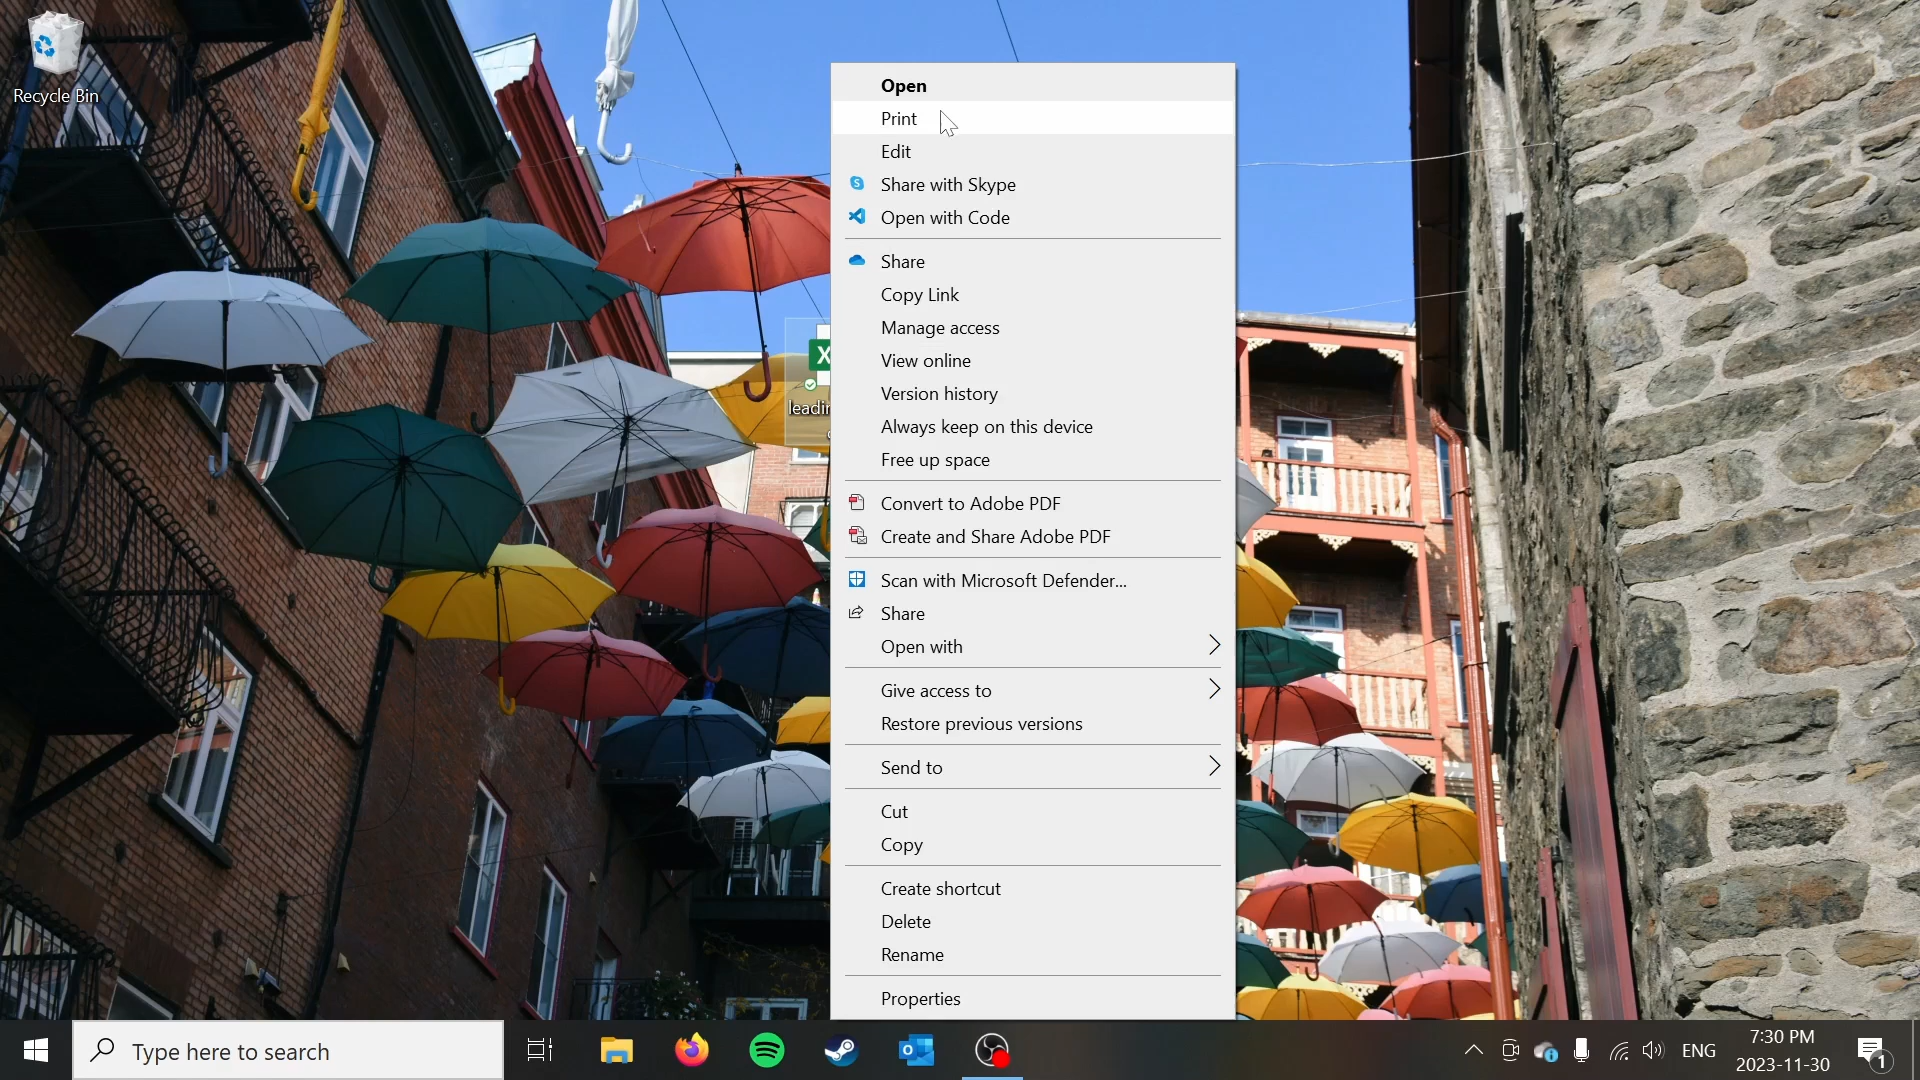 Recycle Bin
Open
Print
Edit
Share with Skype
Open with Code
Share
Copy Link
Manage access
View online
Version history
Always keep on this device
Free up space
Convert to Adobe PDF
Create and Share Adobe PDF
Scan with Microsoft Defender...
Share
Open with
Give access to
Restore previous versions
Send to
Cut
Copy
Create shortcut
Delete
Rename
Properties
Type here to search
ENG
7:30 PM
2023-11-30
1